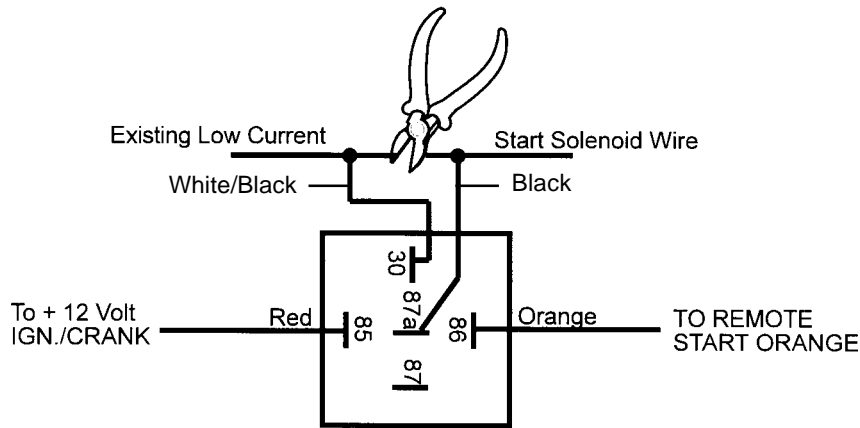 Existing Low Current
Start Solenoid Wire
White/Black
Black
30
87a
To + 12 Volt
IGN./CRANK
Red
85
86
Orange
TO REMOTE
START ORANGE
87